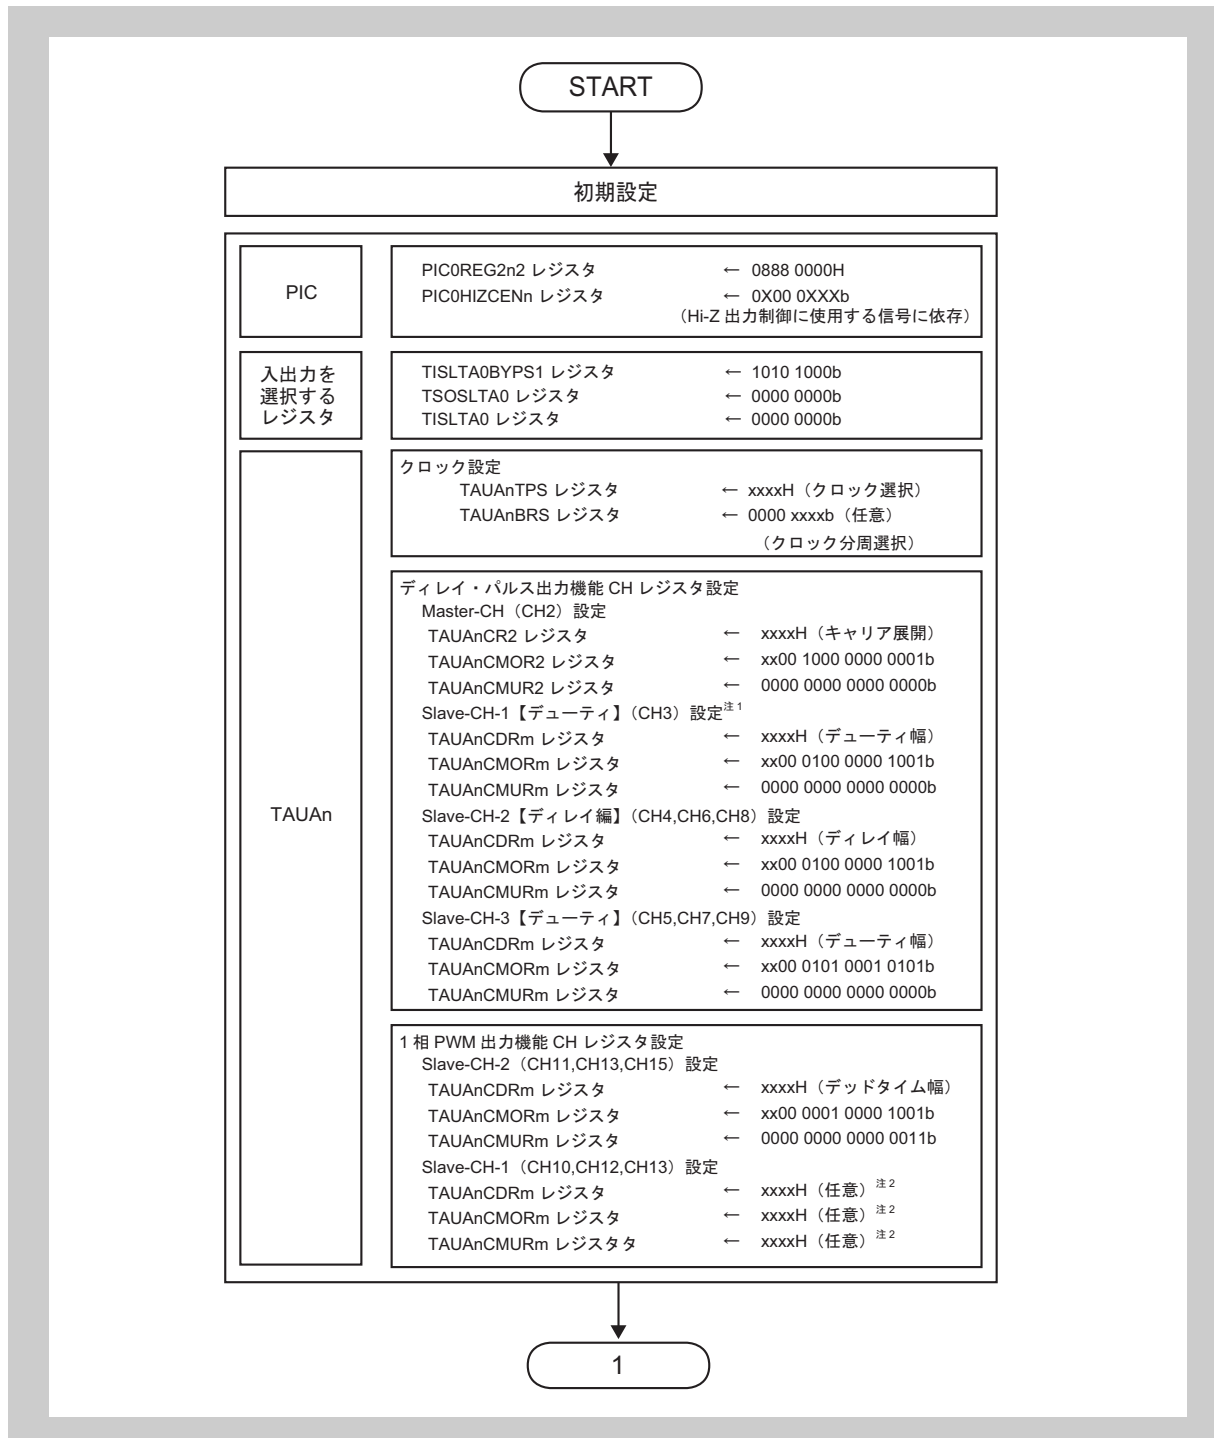 START
初期設定
PIC
PIC0REG2n2 レジスタ ← 0888 0000H
PIC0HIZCENn レジスタ ← 0X00 0XXXb
（Hi-Z 出力制御に使用する信号に依存）
入出力を
選択する
レジスタ
TISLTA0BYPS1 レジスタ ← 1010 1000b
TSOSLTA0 レジスタ ← 0000 0000b
TISLTA0 レジスタ ← 0000 0000b
TAUAn
クロック設定
TAUAnTPS レジスタ ← xxxxH（クロック選択）
TAUAnBRS レジスタ ← 0000 xxxxb（任意）
（クロック分周選択）
ディレイ・パルス出力機能 CH レジスタ設定
Master-CH（CH2）設定
TAUAnCR2 レジスタ ← xxxxH（キャリア展開）
TAUAnCMOR2 レジスタ ← xx00 1000 0000 0001b
TAUAnCMUR2 レジスタ ← 0000 0000 0000 0000b
Slave-CH-1【デューティ】（CH3）設定注1
TAUAnCDRm レジスタ ← xxxxH（デューティ幅）
TAUAnCMORm レジスタ ← xx00 0100 0000 1001b
TAUAnCMURm レジスタ ← 0000 0000 0000 0000b
Slave-CH-2【ディレイ編】（CH4,CH6,CH8）設定
TAUAnCDRm レジスタ ← xxxxH（ディレイ幅）
TAUAnCMORm レジスタ ← xx00 0100 0000 1001b
TAUAnCMURm レジスタ ← 0000 0000 0000 0000b
Slave-CH-3【デューティ】（CH5,CH7,CH9）設定
TAUAnCDRm レジスタ ← xxxxH（デューティ幅）
TAUAnCMORm レジスタ ← xx00 0101 0001 0101b
TAUAnCMURm レジスタ ← 0000 0000 0000 0000b
1 相 PWM 出力機能 CH レジスタ設定
Slave-CH-2（CH11,CH13,CH15）設定
TAUAnCDRm レジスタ ← xxxxH（デッドタイム幅）
TAUAnCMORm レジスタ ← xx00 0001 0000 1001b
TAUAnCMURm レジスタ ← 0000 0000 0000 0011b
Slave-CH-1（CH10,CH12,CH13）設定
TAUAnCDRm レジスタ ← xxxxH（任意）注2
TAUAnCMORm レジスタ ← xxxxH（任意）注2
TAUAnCMURm レジスタタ ← xxxxH（任意）注2
1